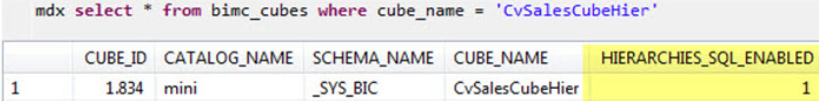 mdx select * from bimc_cubes where cube_name = 'CvSalesCubeHier'
CUBE_ID CATALOG_NAME SCHEMA_NAME CUBE_NAME HIERARCHIES_SQL_ENABLED
1 1.834 mini _SYS_BIC CvSalesCubeHier 1